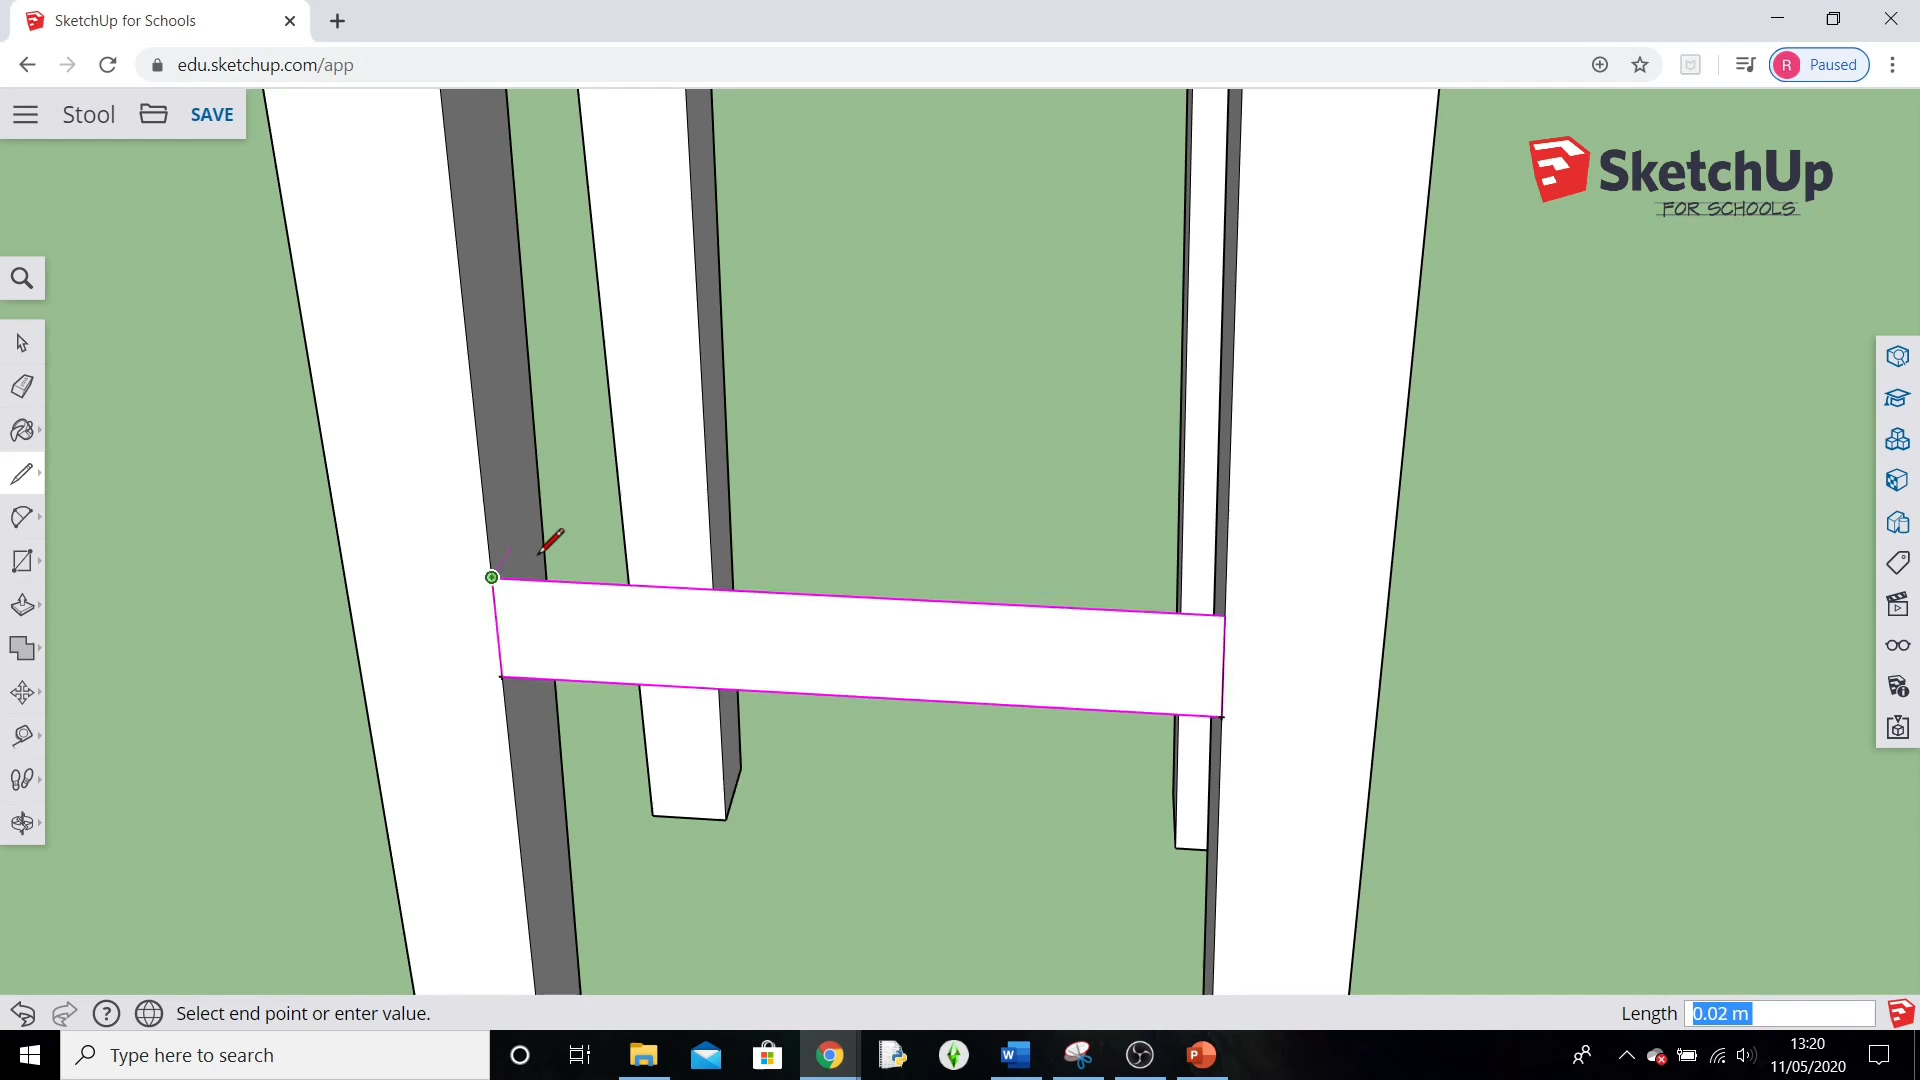 SketchUp for Schools
edu.sketchup.com/app
R Paused
Stool SAVE
SketchUp
FOR SCHOOLS
Select end point or enter value.
Length 0.02 m
Type here to search
13:20
11/05/2020